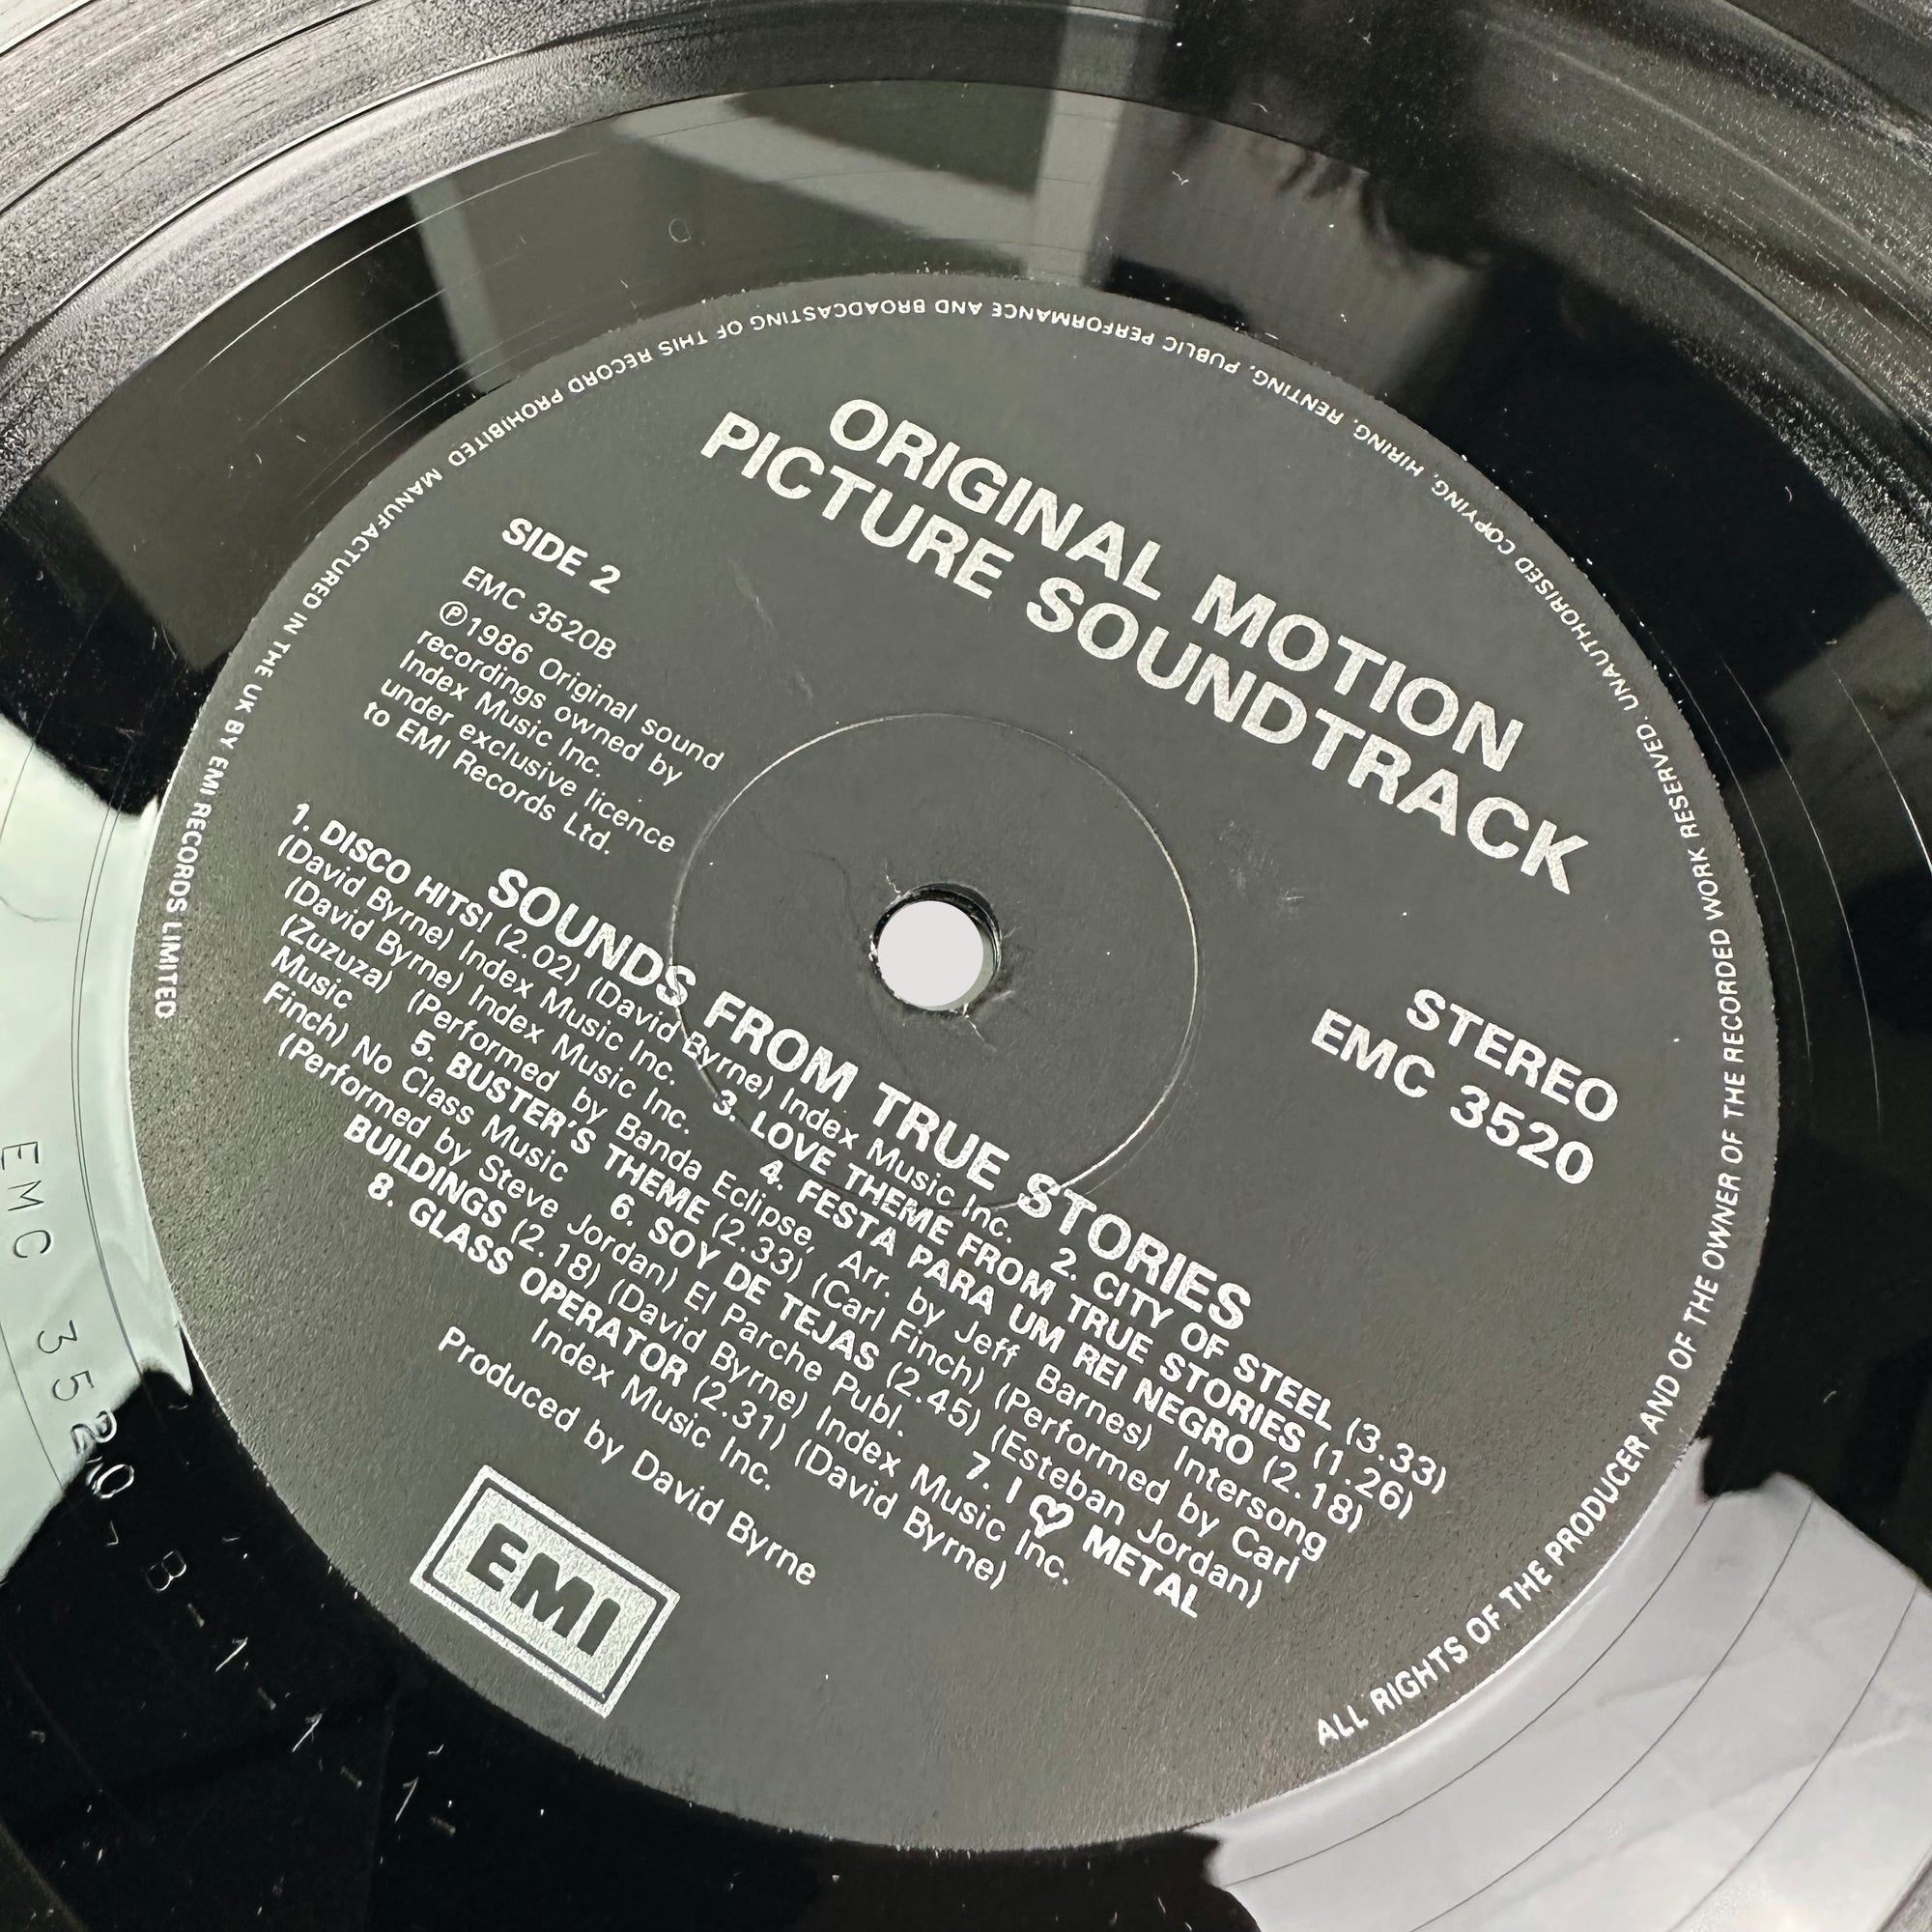 ORIGINAL MOTION
PICTURE SOUNDTRACK
SIDE 2
EMC 3520B
Ⓟ1986 Original sound
recordings owned by
Index Music Inc.
under exclusive licence
to EMI Records Ltd.
STEREO
EMC 3520
SOUNDS FROM TRUE STORIES
1. DISCO HITS! (2.02) (David Byrne) Index Music Inc. 2. CITY OF STEEL (3.33)
(David Byrne) Index Music Inc. 3. LOVE THEME FROM TRUE STORIES (1.26)
(David Byrne) Index Music Inc. 4. FESTA PARA UM REI NEGRO (2.18)
(Zuzuza) (Performed by Banda Eclipse, Arr. by Jeff Barnes) Intersong
Music 5. BUSTER'S THEME (2.33) (Carl Finch) (Performed by Carl
Finch) No Class Music 6. SOY DE TEJAS (2.45) (Esteban Jordan)
(Performed by Steve Jordan) El Parche Publ. 7. I ♡ METAL
BUILDINGS (2.18) (David Byrne) Index Music Inc.
8. GLASS OPERATOR (2.31) (David Byrne)
Index Music Inc.
Produced by David Byrne
EMI
ALL RIGHTS OF THE PRODUCER AND OF THE OWNER OF THE RECORDED WORK RESERVED. UNAUTHORISED COPYING, HIRING, RENTING, PUBLIC PERFORMANCE AND BROADCASTING OF THIS RECORD PROHIBITED MANUFACTURED IN THE UK BY EMI RECORDS LIMITED
EMC 3520-B-1-1-1-